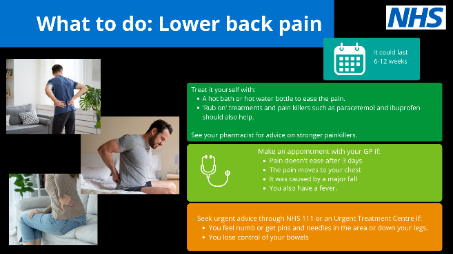 What to do: Lower back pain
NHS
It could last
6-12 weeks
Treat it yourself with:
• A hot bath or hot water bottle to ease the pain.
• 'Rub on' treatments and pain killers such as paracetemol and ibuprofen
should also help.
See your pharmacist for advice on stronger painkillers.
Make an appointment with your GP if:
• Pain doesn't ease after 3 days
• The pain moves to your chest
• It was caused by a major fall
• You also have a fever.
Seek urgent advice through NHS 111 or an Urgent Treatment Centre if:
• You feel numb or get pins and needles in the area or down your legs.
• You lose control of your bowels